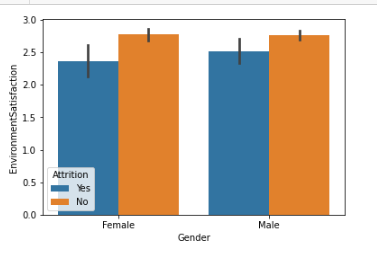 3.0
2.5
2.0
1.5
1.0
0.5
0.0
EnvironmentSatisfaction
Attrition
Yes
No
Female Male
Gender